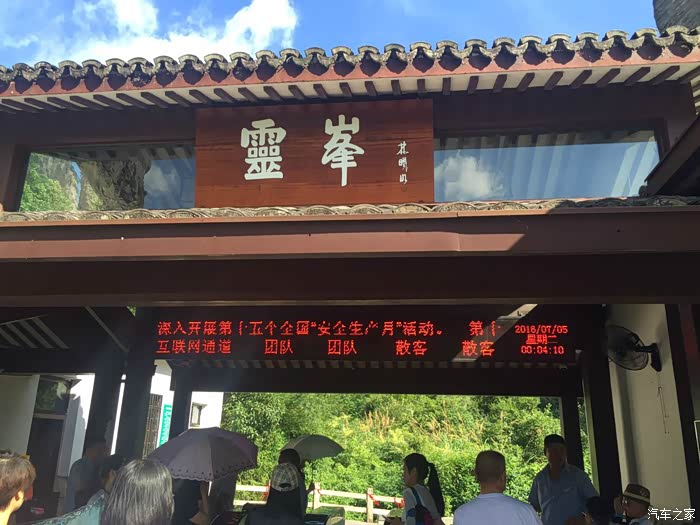 靈峯
深入开展第十五个全国“安全生产月”活动。 第十
2016/07/05
星期二
00:04:10
互联网通道 团队 团队 散客 散客
汽车之家